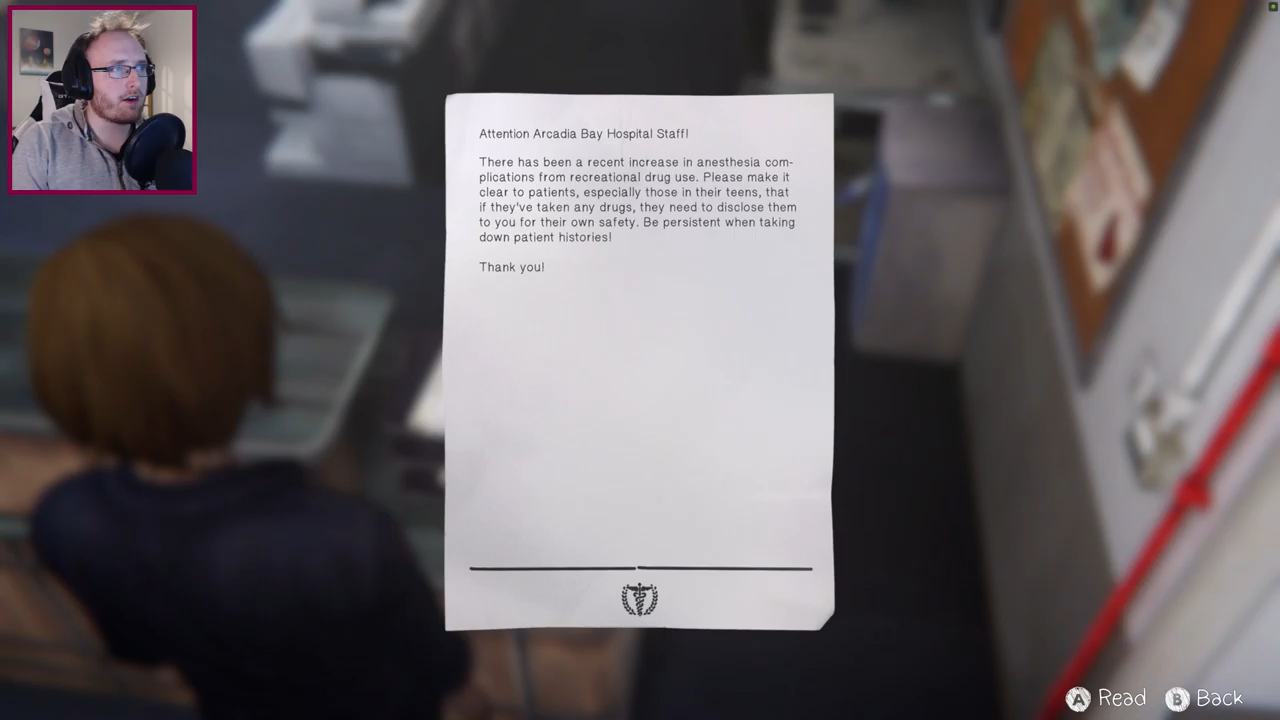 Attention Arcadia Bay Hospital Staff!
There has been a recent increase in anesthesia com-
plications from recreational drug use. Please make it
clear to patients, especially those in their teens, that
if they've taken any drugs, they need to disclose them
to you for their own safety. Be persistent when taking
down patient histories!
Thank you!
A Read B Back